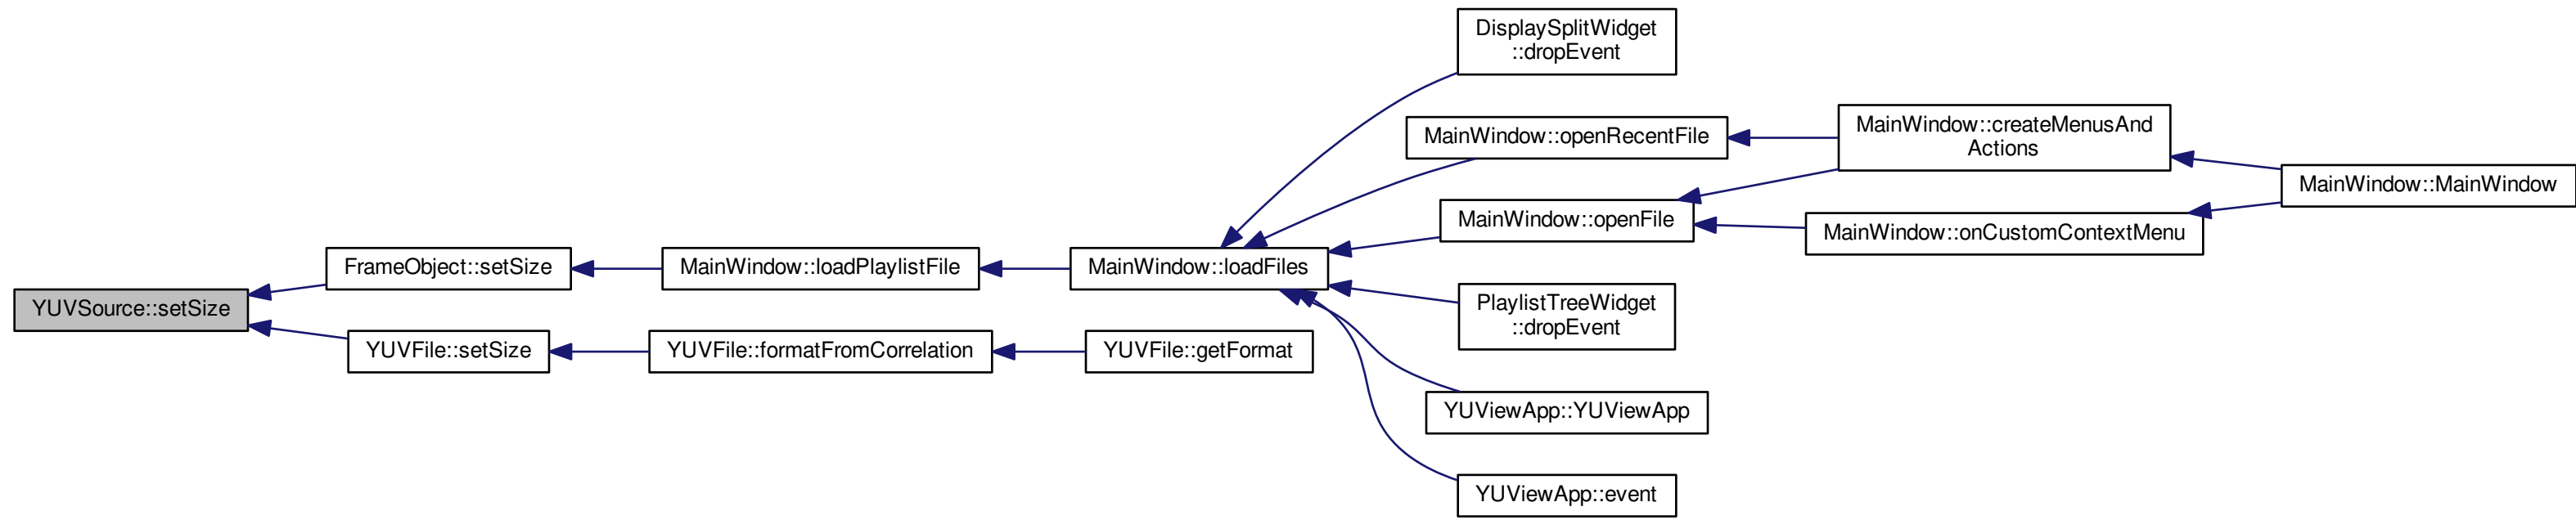 DisplaySplitWidget
::dropEvent
MainWindow::openRecentFile
MainWindow::createMenusAnd
Actions
MainWindow::MainWindow
MainWindow::openFile
MainWindow::onCustomContextMenu
FrameObject::setSize
MainWindow::loadPlaylistFile
MainWindow::loadFiles
YUVSource::setSize
PlaylistTreeWidget
::dropEvent
YUVFile::setSize
YUVFile::formatFromCorrelation
YUVFile::getFormat
YUViewApp::YUViewApp
YUViewApp::event